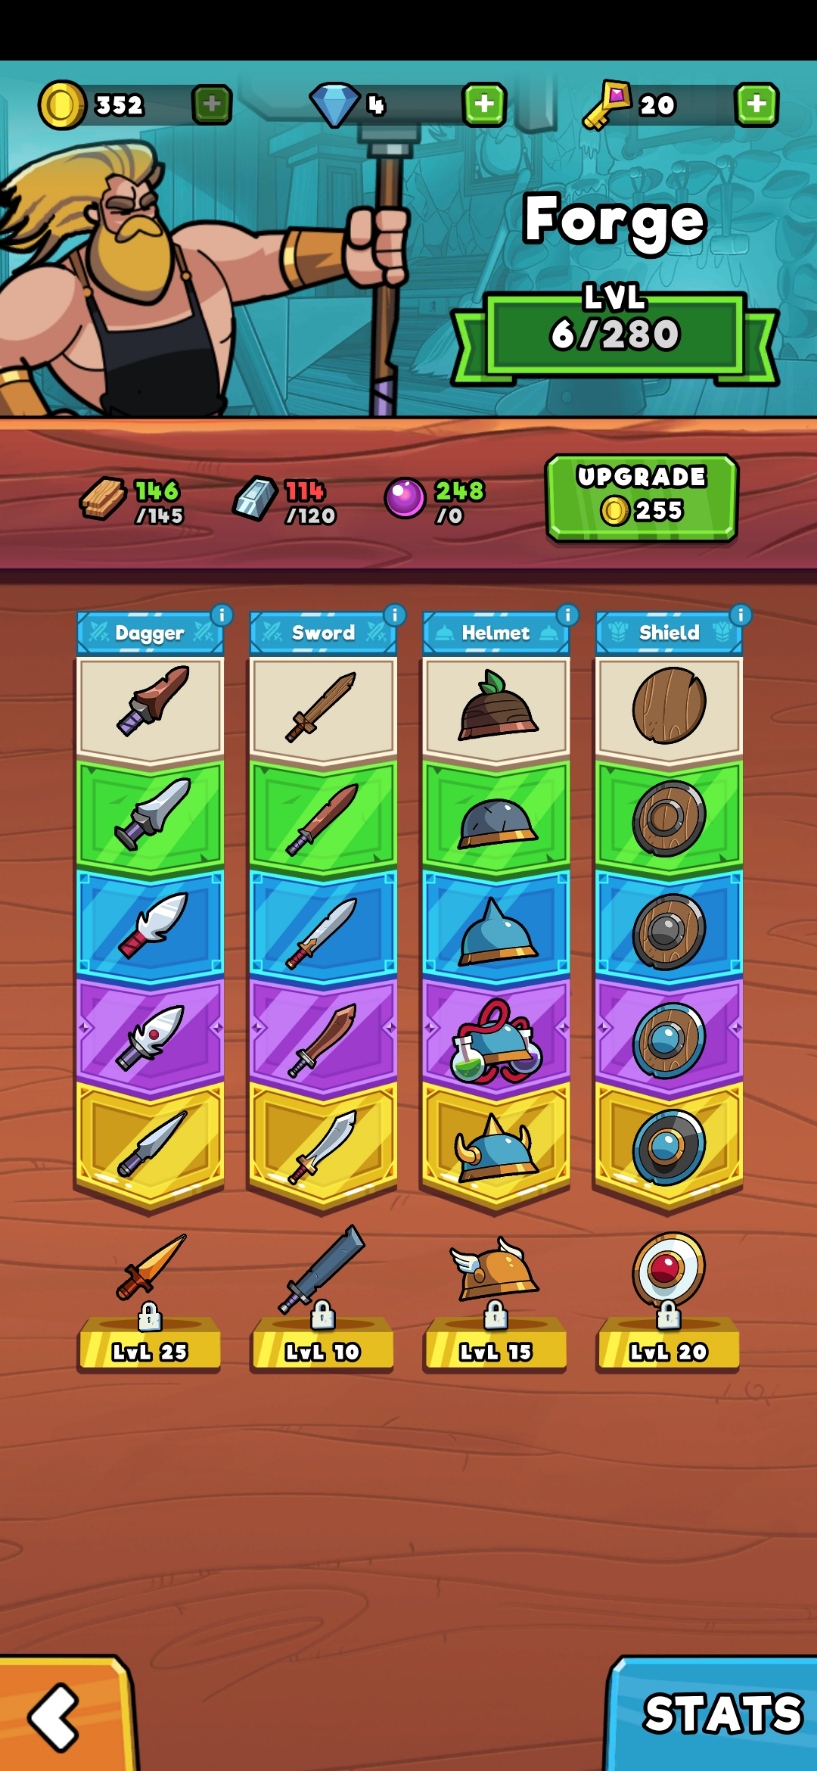 352
4
20
Forge
LVL
6/280
146
/145
114
/120
248
/0
UPGRADE
255
Dagger
Sword
Helmet
Shield
LvL 25
LvL 10
LvL 15
LvL 20
STATS